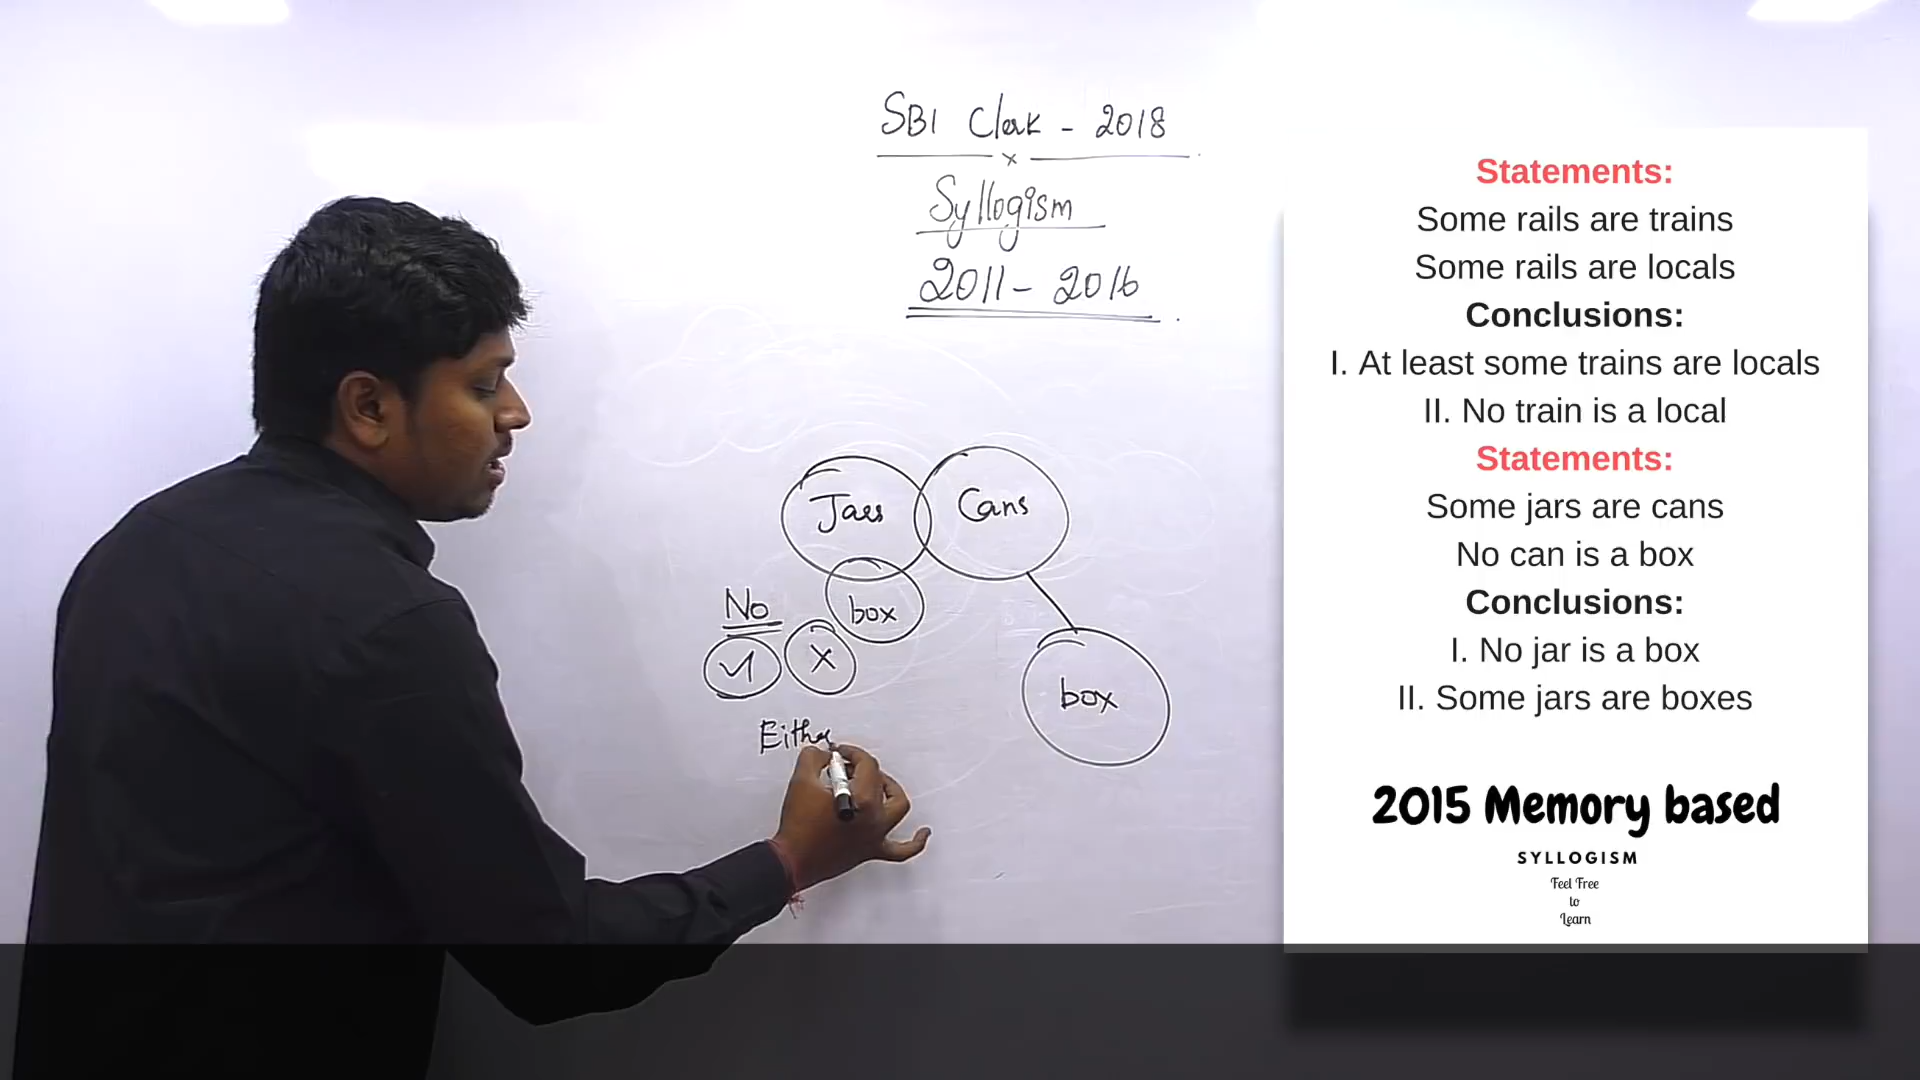 SBI Clerk - 2018
x
Syllogism
2011 - 2016
Jars
Cans
box
No
box
Eithe
Statements:
Some rails are trains
Some rails are locals
Conclusions:
I. At least some trains are locals
II. No train is a local
Statements:
Some jars are cans
No can is a box
Conclusions:
I. No jar is a box
II. Some jars are boxes
2015 Memory based
SYLLOGISM
Feel Free
to
Learn